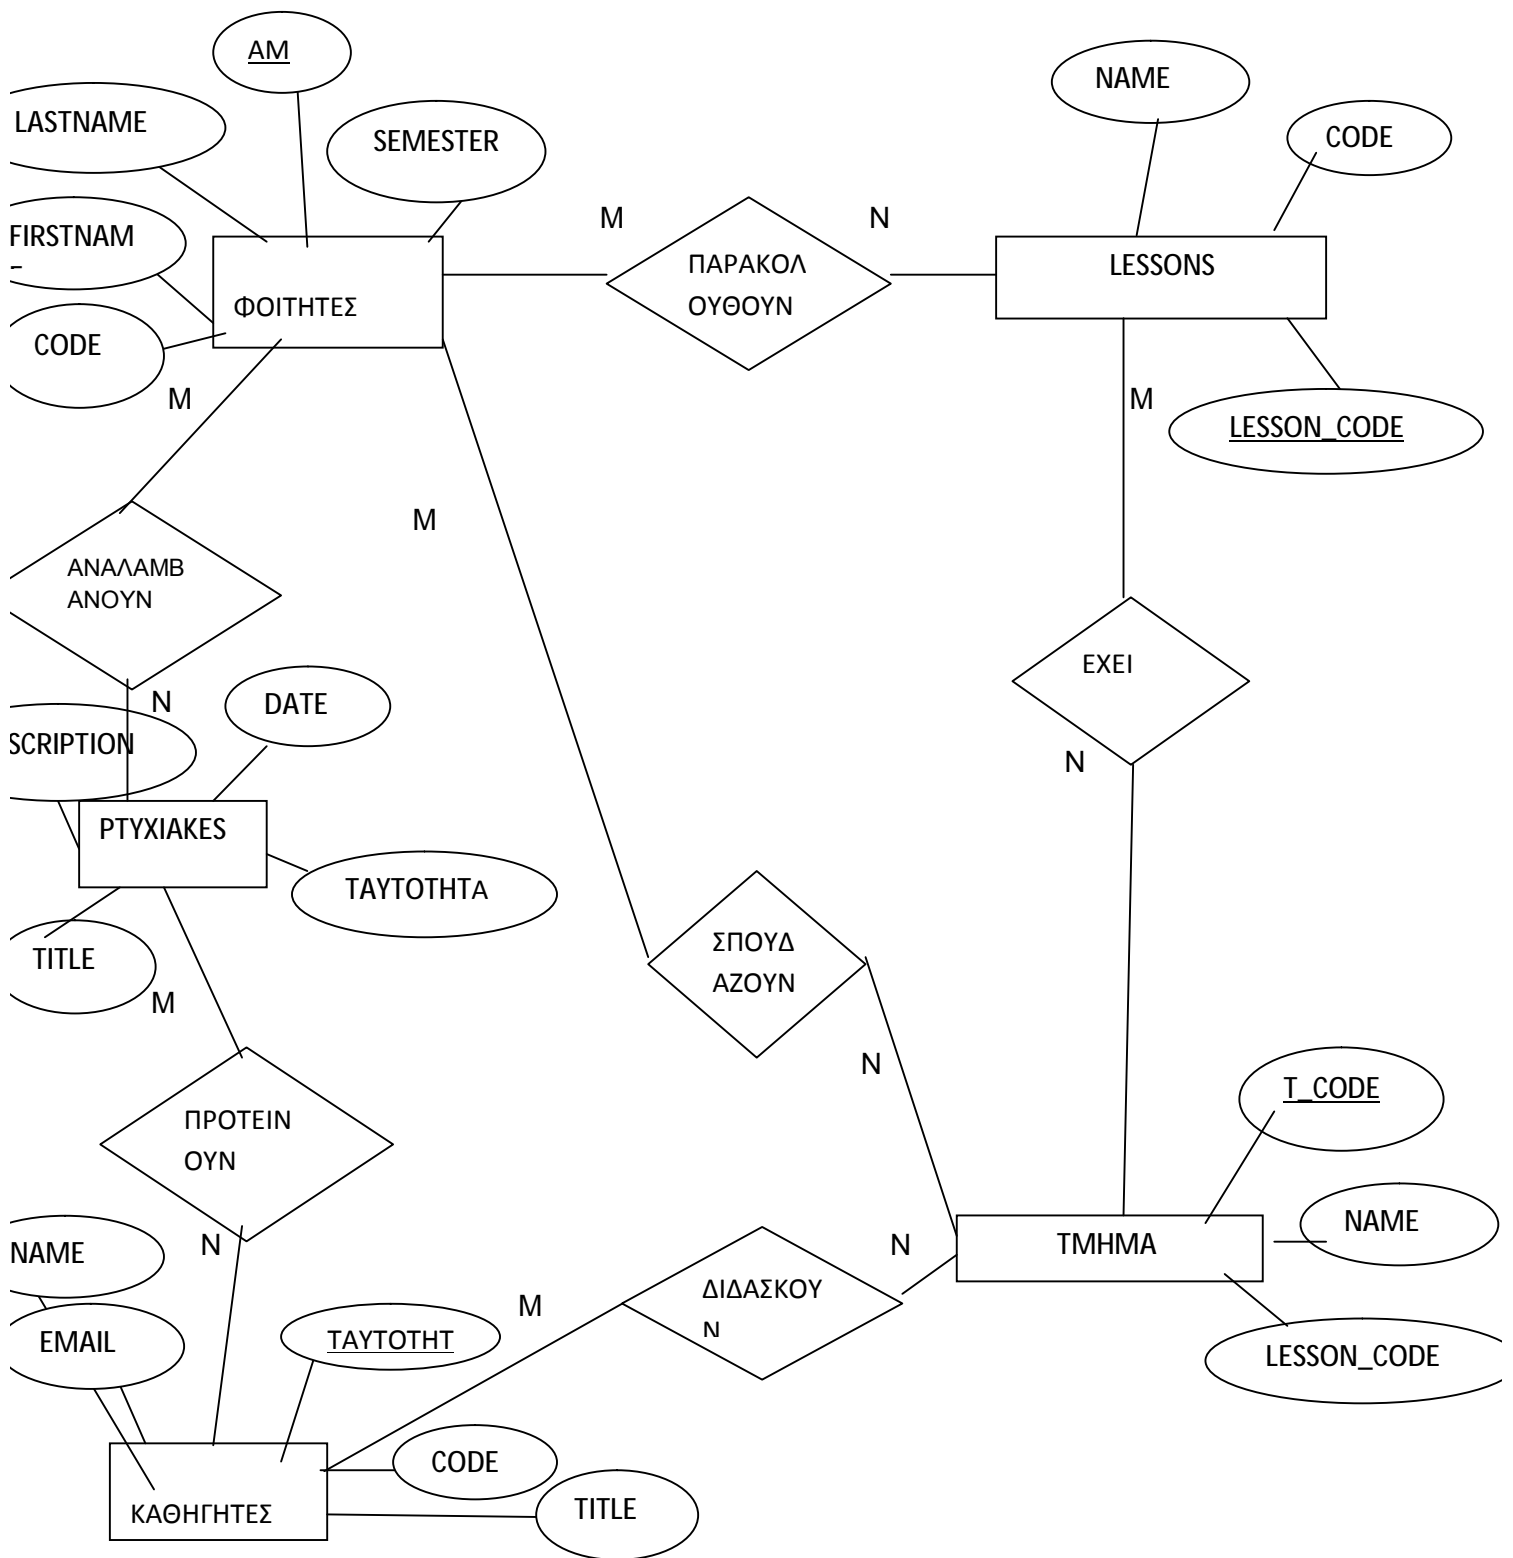 AM
NAME
LASTNAME
SEMESTER
CODE
M
N
FIRSTNAM
ΠΑΡΑΚΟΛ
ΟΥΘΟΥΝ
LESSONS
ΦΟΙΤΗΤΕΣ
CODE
M
M
LESSON_CODE
M
ΑΝΑΛΑΜΒ
ΑΝΟΥΝ
ΕΧΕΙ
N
DATE
SCRIPTION
N
PTYXIAKES
ΤΑΥΤΟΤΗΤΑ
TITLE
ΣΠΟΥΔ
ΑΖΟΥΝ
M
N
T_CODE
ΠΡΟΤΕΙΝ
ΟΥΝ
NAME
N
N
ΤΜΗΜΑ
NAME
ΔΙΔΑΣΚΟΥ
Ν
M
EMAIL
ΤΑΥΤΟΤΗΤ
LESSON_CODE
CODE
ΚΑΘΗΓΗΤΕΣ
TITLE